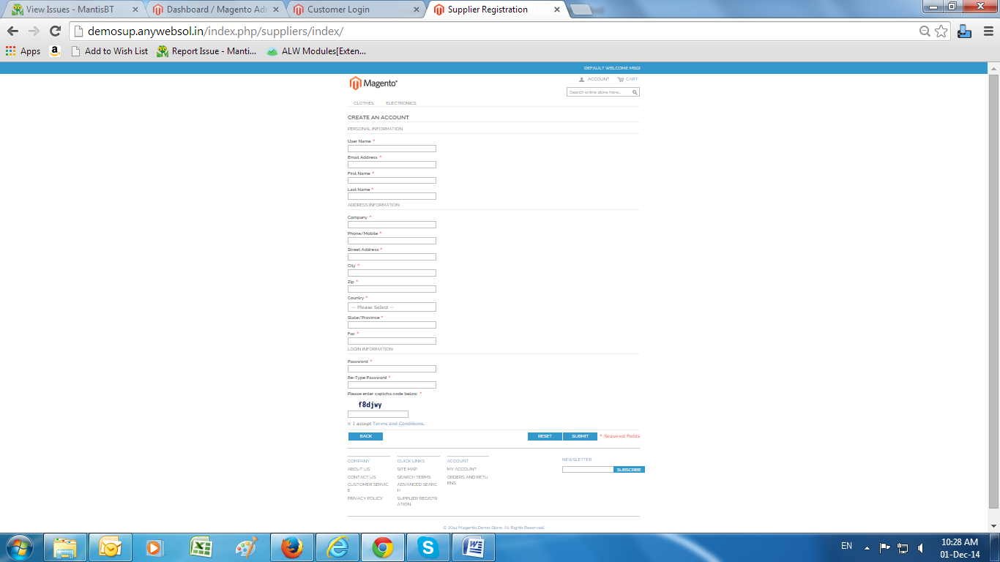 View Issues - MantisBT
Dashboard / Magento Ad
Customer Login
Supplier Registration
demosup.anywebsol.in/index.php/suppliers/index/
Apps
Add to Wish List
Report Issue - Manti...
ALW Modules[Exten...
DEFAULT WELCOME MSG!
Magento®
ACCOUNT
CART
Search entire store here...
CLOTHES
ELECTRONICS
CREATE AN ACCOUNT
PERSONAL INFORMATION
User Name *
Email Address *
First Name *
Last Name *
ADDRESS INFORMATION
Company *
Phone/Mobile *
Street Address *
City *
Zip *
Country *
-- Please Select --
State/Province *
Fax *
LOGIN INFORMATION
Password *
Re-Type Password *
Please enter captcha code below. *
f8djwy
I accept Terms and Conditions.
BACK
RESET
SUBMIT
* Required Fields
COMPANY
ABOUT US
CONTACT US
CUSTOMER SERVIC
E
PRIVACY POLICY
QUICK LINKS
SITE MAP
SEARCH TERMS
ADVANCED SEARC
H
SUPPLIER REGISTR
ATION
ACCOUNT
MY ACCOUNT
ORDERS AND RETU
RNS
NEWSLETTER
SUBSCRIBE
Magento Demo Store. All Rights Reserved.
EN
10:28 AM
01-Dec-14